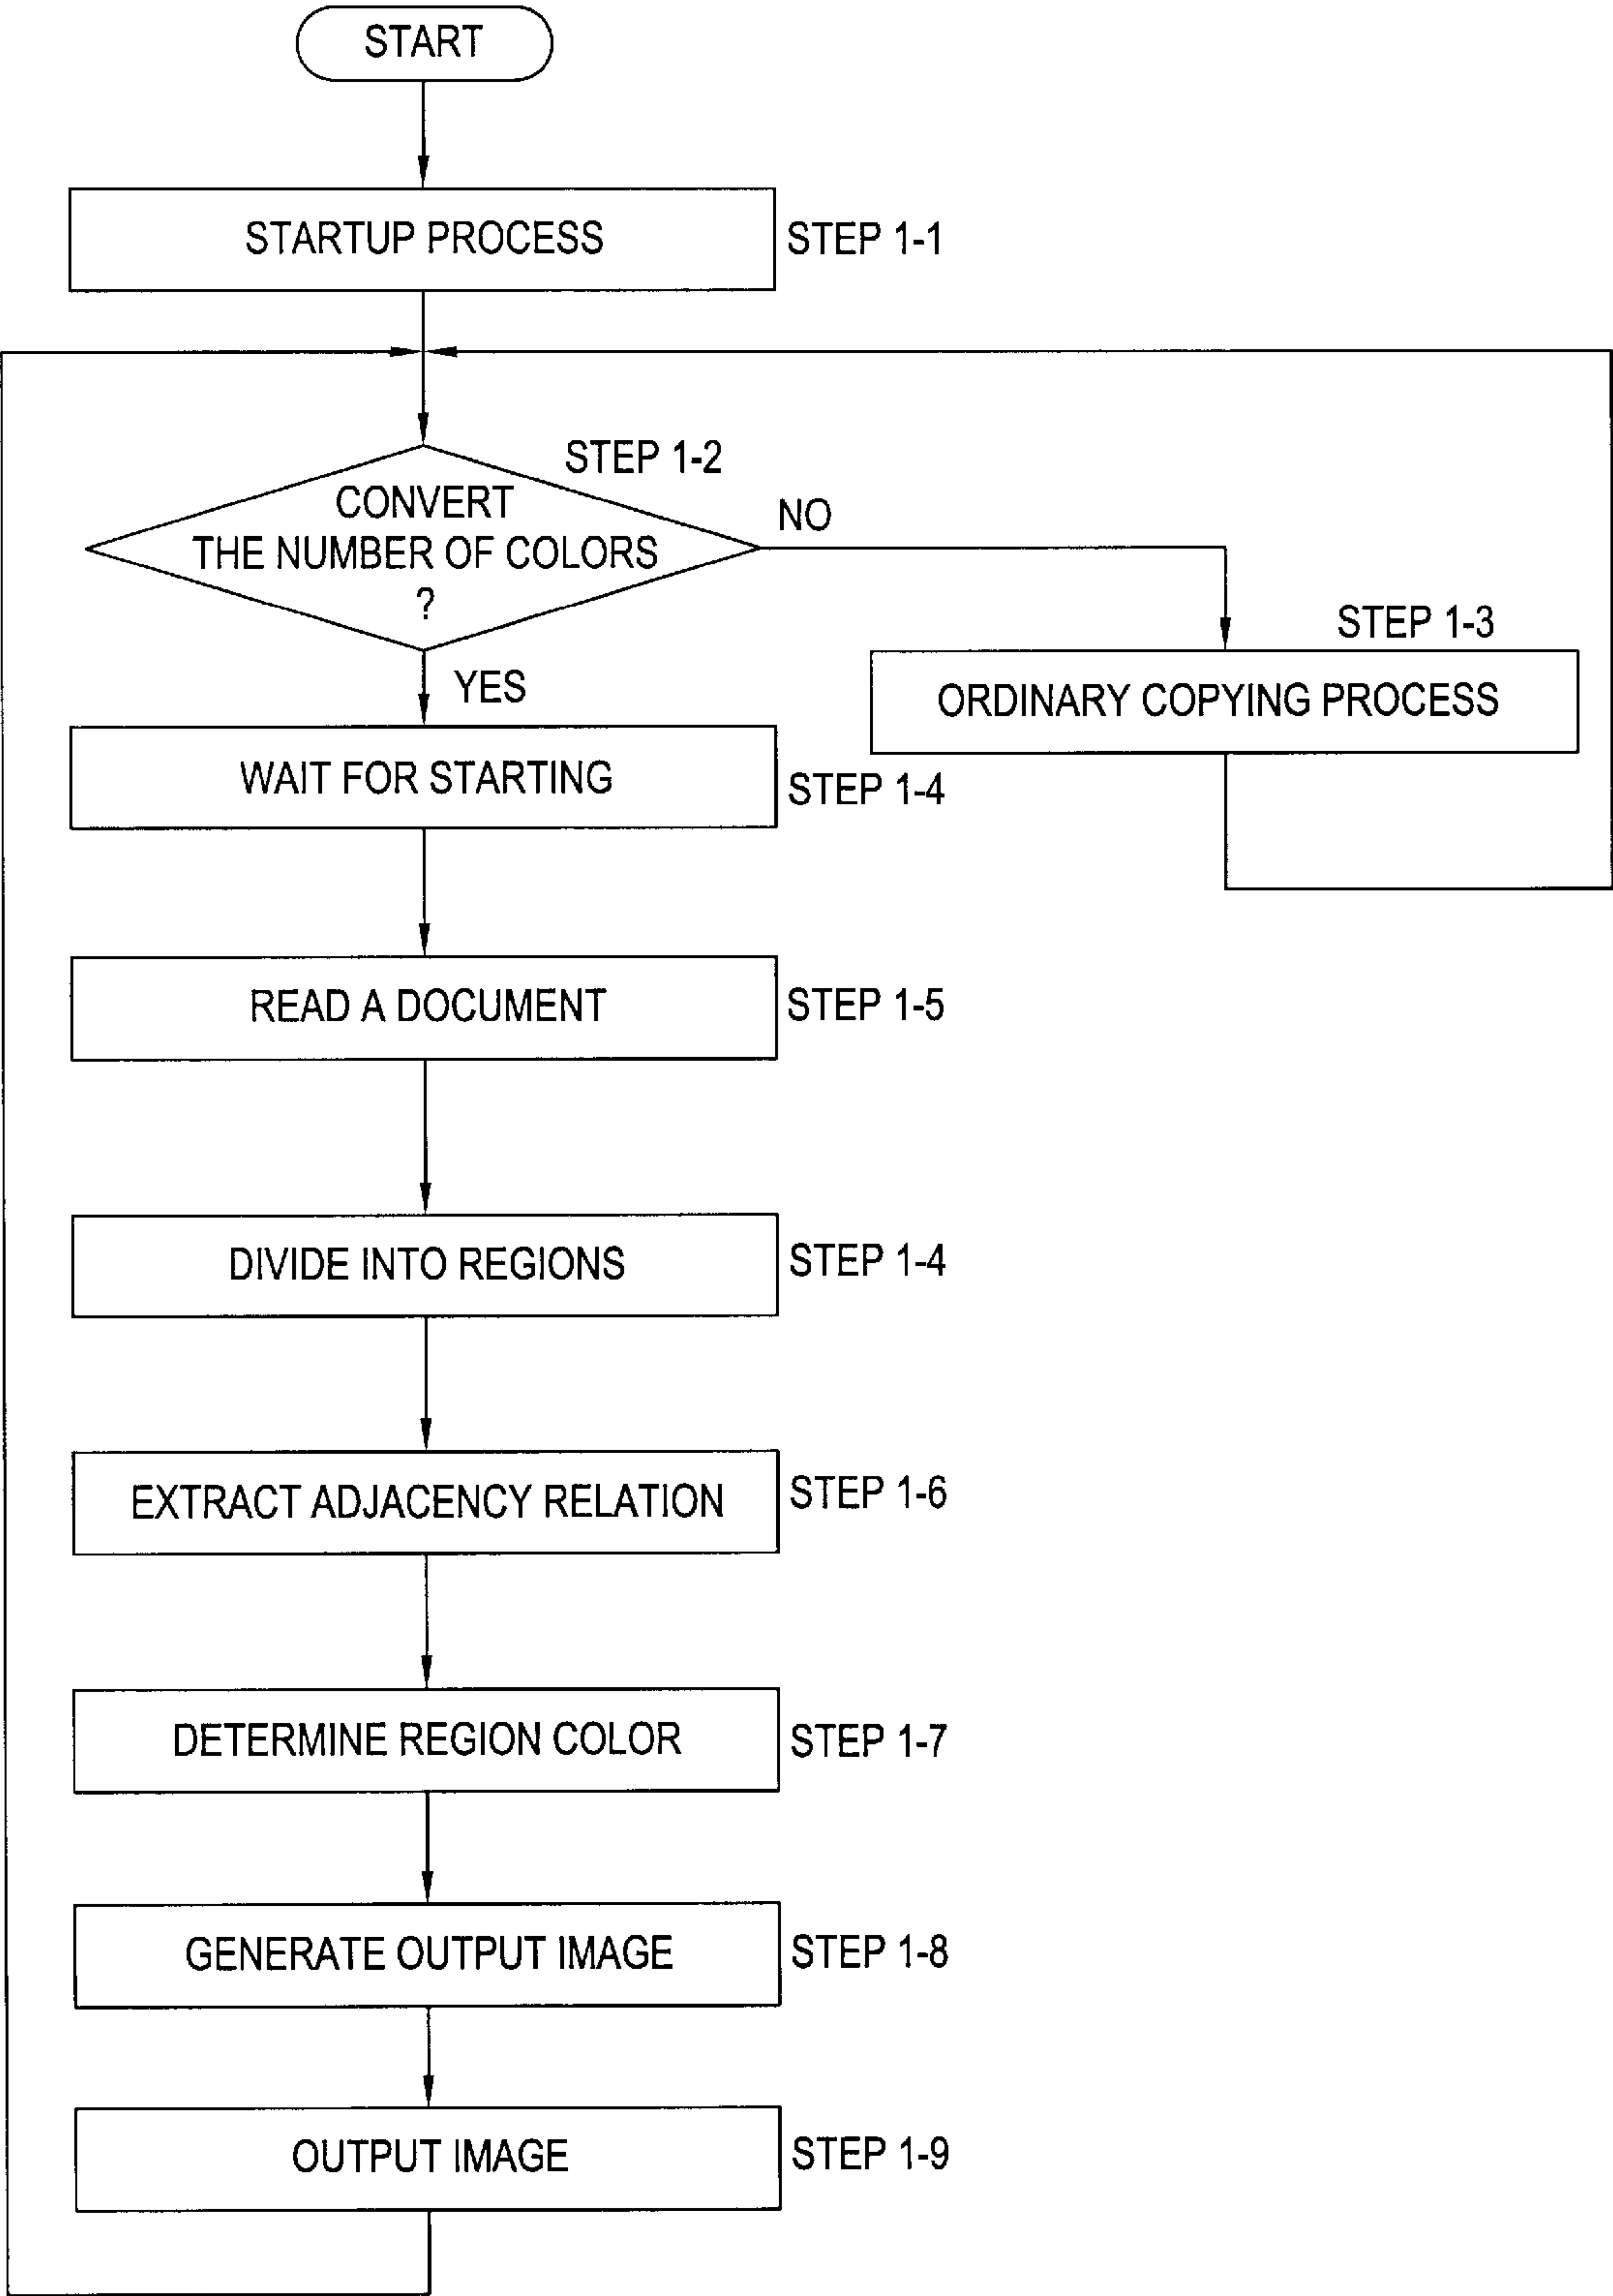 START
STARTUP PROCESS
STEP 1-1
STEP 1-2
CONVERT
THE NUMBER OF COLORS
?
NO
YES
STEP 1-3
ORDINARY COPYING PROCESS
WAIT FOR STARTING
STEP 1-4
READ A DOCUMENT
STEP 1-5
DIVIDE INTO REGIONS
STEP 1-4
EXTRACT ADJACENCY RELATION
STEP 1-6
DETERMINE REGION COLOR
STEP 1-7
GENERATE OUTPUT IMAGE
STEP 1-8
OUTPUT IMAGE
STEP 1-9